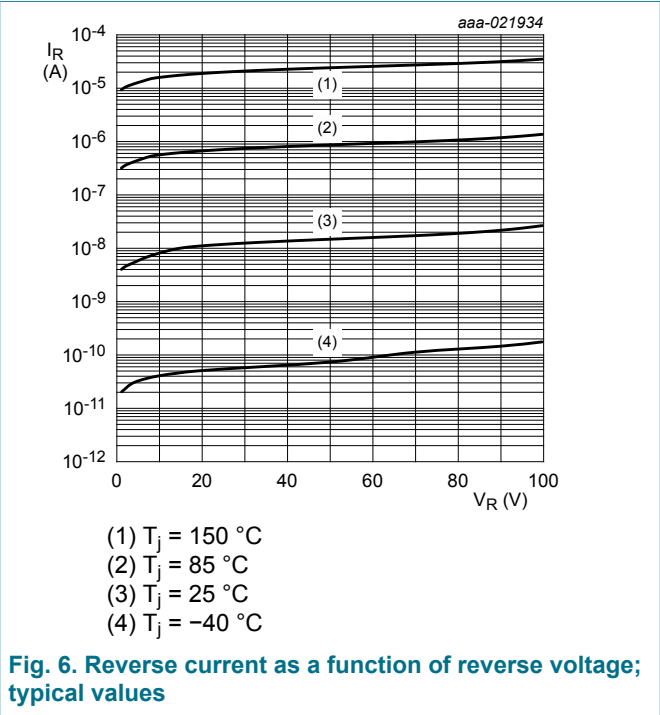 aaa-021934
I_R
(A)
10^-4
10^-5
10^-6
10^-7
10^-8
10^-9
10^-10
10^-11
10^-12
(1)
(2)
(3)
(4)
0 20 40 60 80 100
V_R (V)
(1) T_j = 150 °C
(2) T_j = 85 °C
(3) T_j = 25 °C
(4) T_j = −40 °C
Fig. 6. Reverse current as a function of reverse voltage;
typical values